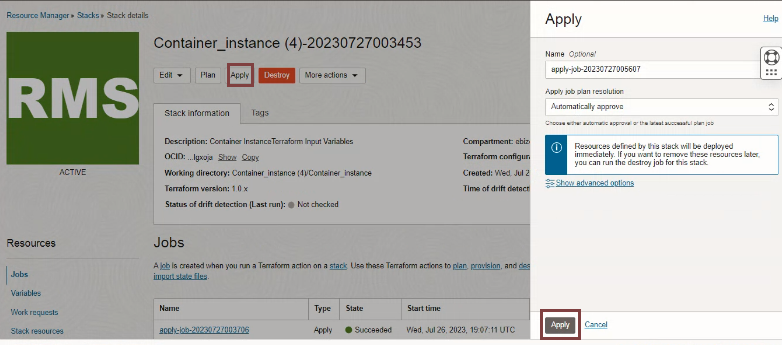 Resource Manager ▸ Stacks ▸ Stack details
RMS
ACTIVE
Container_instance (4)-20230727003453
Edit
Plan
Apply
Destroy
More actions
Stack Information
Tags
Description: Container InstanceTerraform Input Variables
OCID: ...lgxoja Show Copy
Working directory: Container_instance (4)/Container_instance
Terraform version: 1.0.x
Status of drift detection (Last run): Not checked
Compartment: ebiz
Terraform configura
Created: Wed, Jul 26
Time of drift detecti
Resources
Jobs
Variables
Work requests
Stack resources
Jobs
A job is created when you run a Terraform action on a stack. Use these Terraform actions to plan, provision, and des
import state files.
Name
Type
State
Start time
apply-job-20230727003706
Apply
Succeeded
Wed, Jul 26, 2023, 19:07:11 UTC
Apply
Help
Name Optional
apply-job-20230727005607
Apply job plan resolution
Automatically approve
Choose either automatic approval or the latest successful plan job
Resources defined by this stack will be deployed
immediately. If you want to remove these resources later,
you can run the destroy job for this stack.
Show advanced options
Apply
Cancel